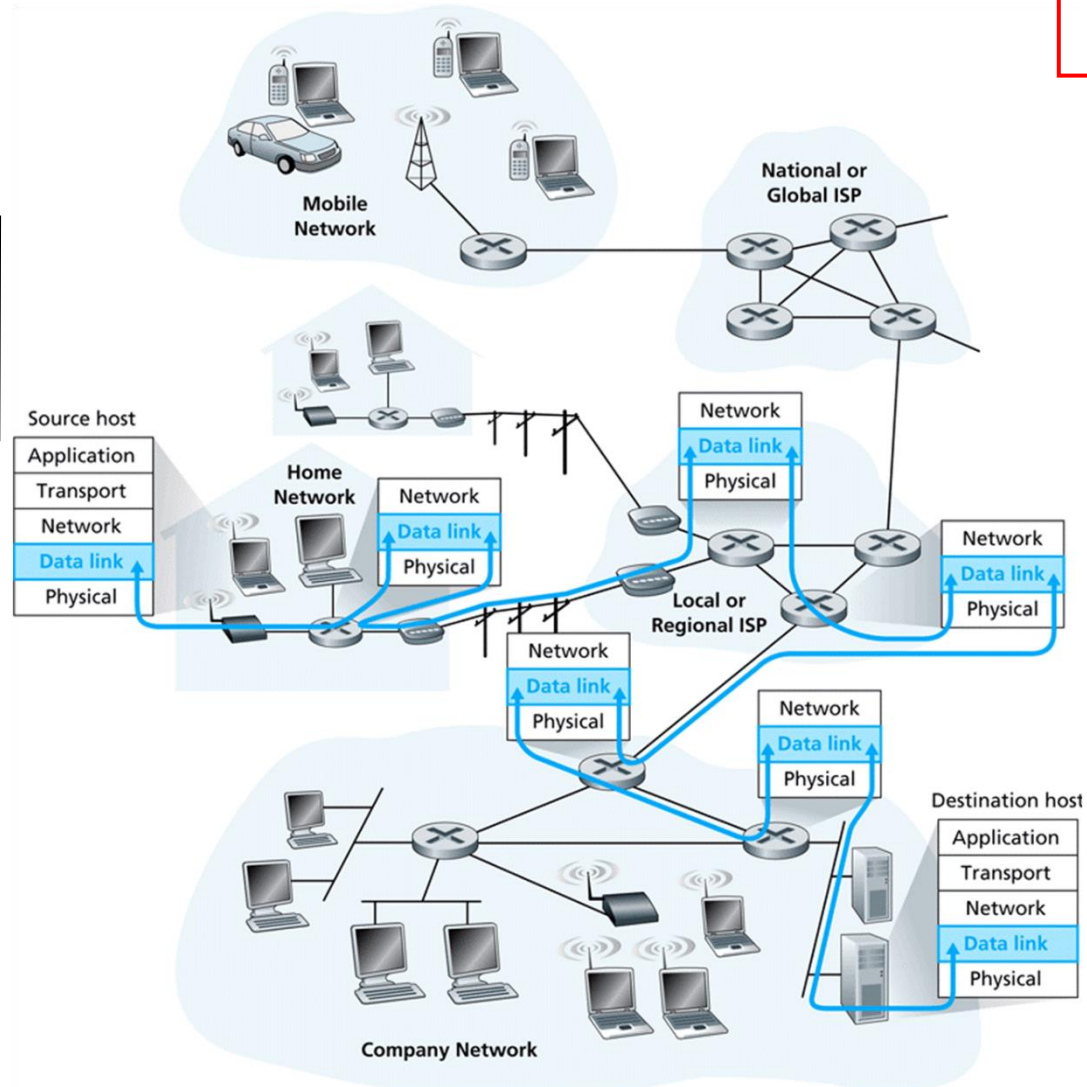 National or
Global ISP
Mobile
Network
Source host
Application
Transport
Network
Data link
Physical
Home
Network
Network
Data link
Physical
Network
Data link
Physical
Network
Data link
Physical
Local or
Regional ISP
Network
Data link
Physical
Network
Data link
Physical
Destination host
Application
Transport
Network
Data link
Physical
Company Network